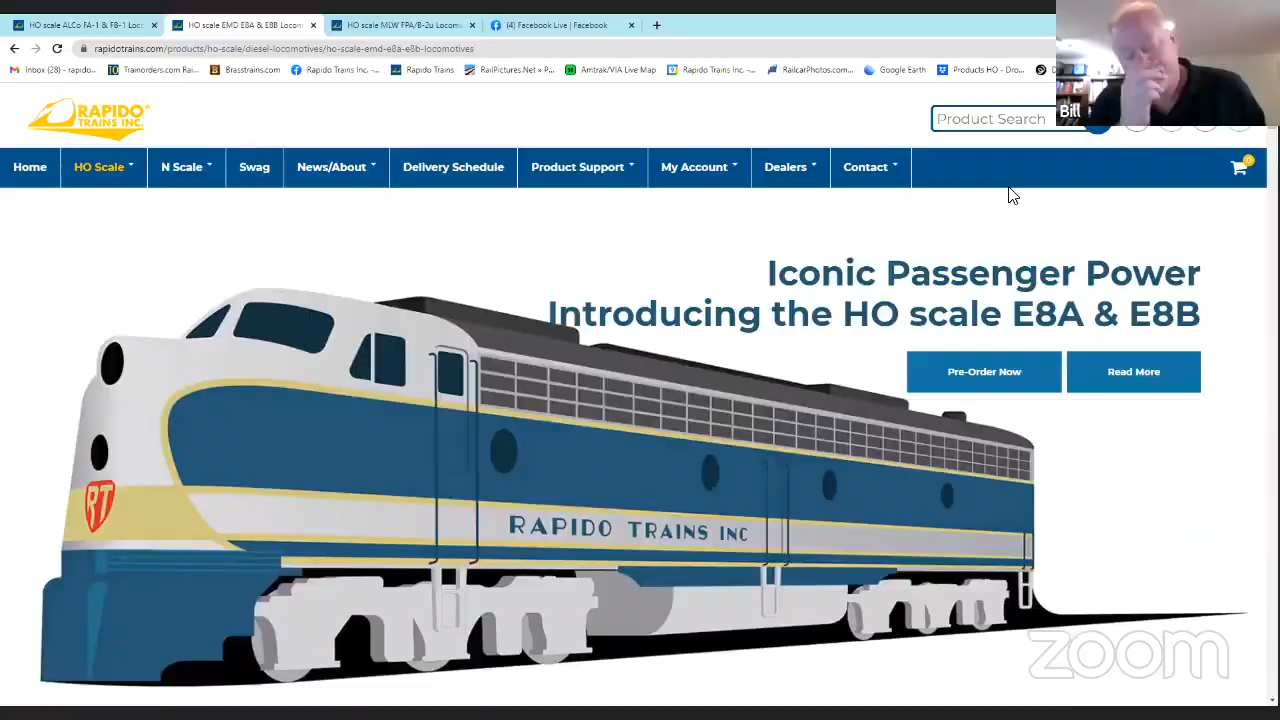 HO scale ALCo FA-1 & FB-1 Loco
HO scale EMD E8A & E8B Locom
HO scale MLW FPA/B-2u Locomo
(4) Facebook Live | Facebook
rapidotrains.com/products/ho-scale/diesel-locomotives/ho-scale-emd-e8a-e8b-locomotives
Inbox (28) - rapido...
Trainorders.com Rai...
Brasstrains.com
Rapido Trains Inc. -...
Rapido Trains
RailPictures.Net » P...
Amtrak/VIA Live Map
Rapido Trains Inc. -...
RailcarPhotos.com...
Google Earth
Products HO - Dro...
Bill
RAPIDO®
TRAINS INC.
Product Search
Home
HO Scale
N Scale
Swag
News/About
Delivery Schedule
Product Support
My Account
Dealers
Contact
0
Iconic Passenger Power
Introducing the HO scale E8A & E8B
Pre-Order Now
Read More
RT
RAPIDO TRAINS INC
zoom